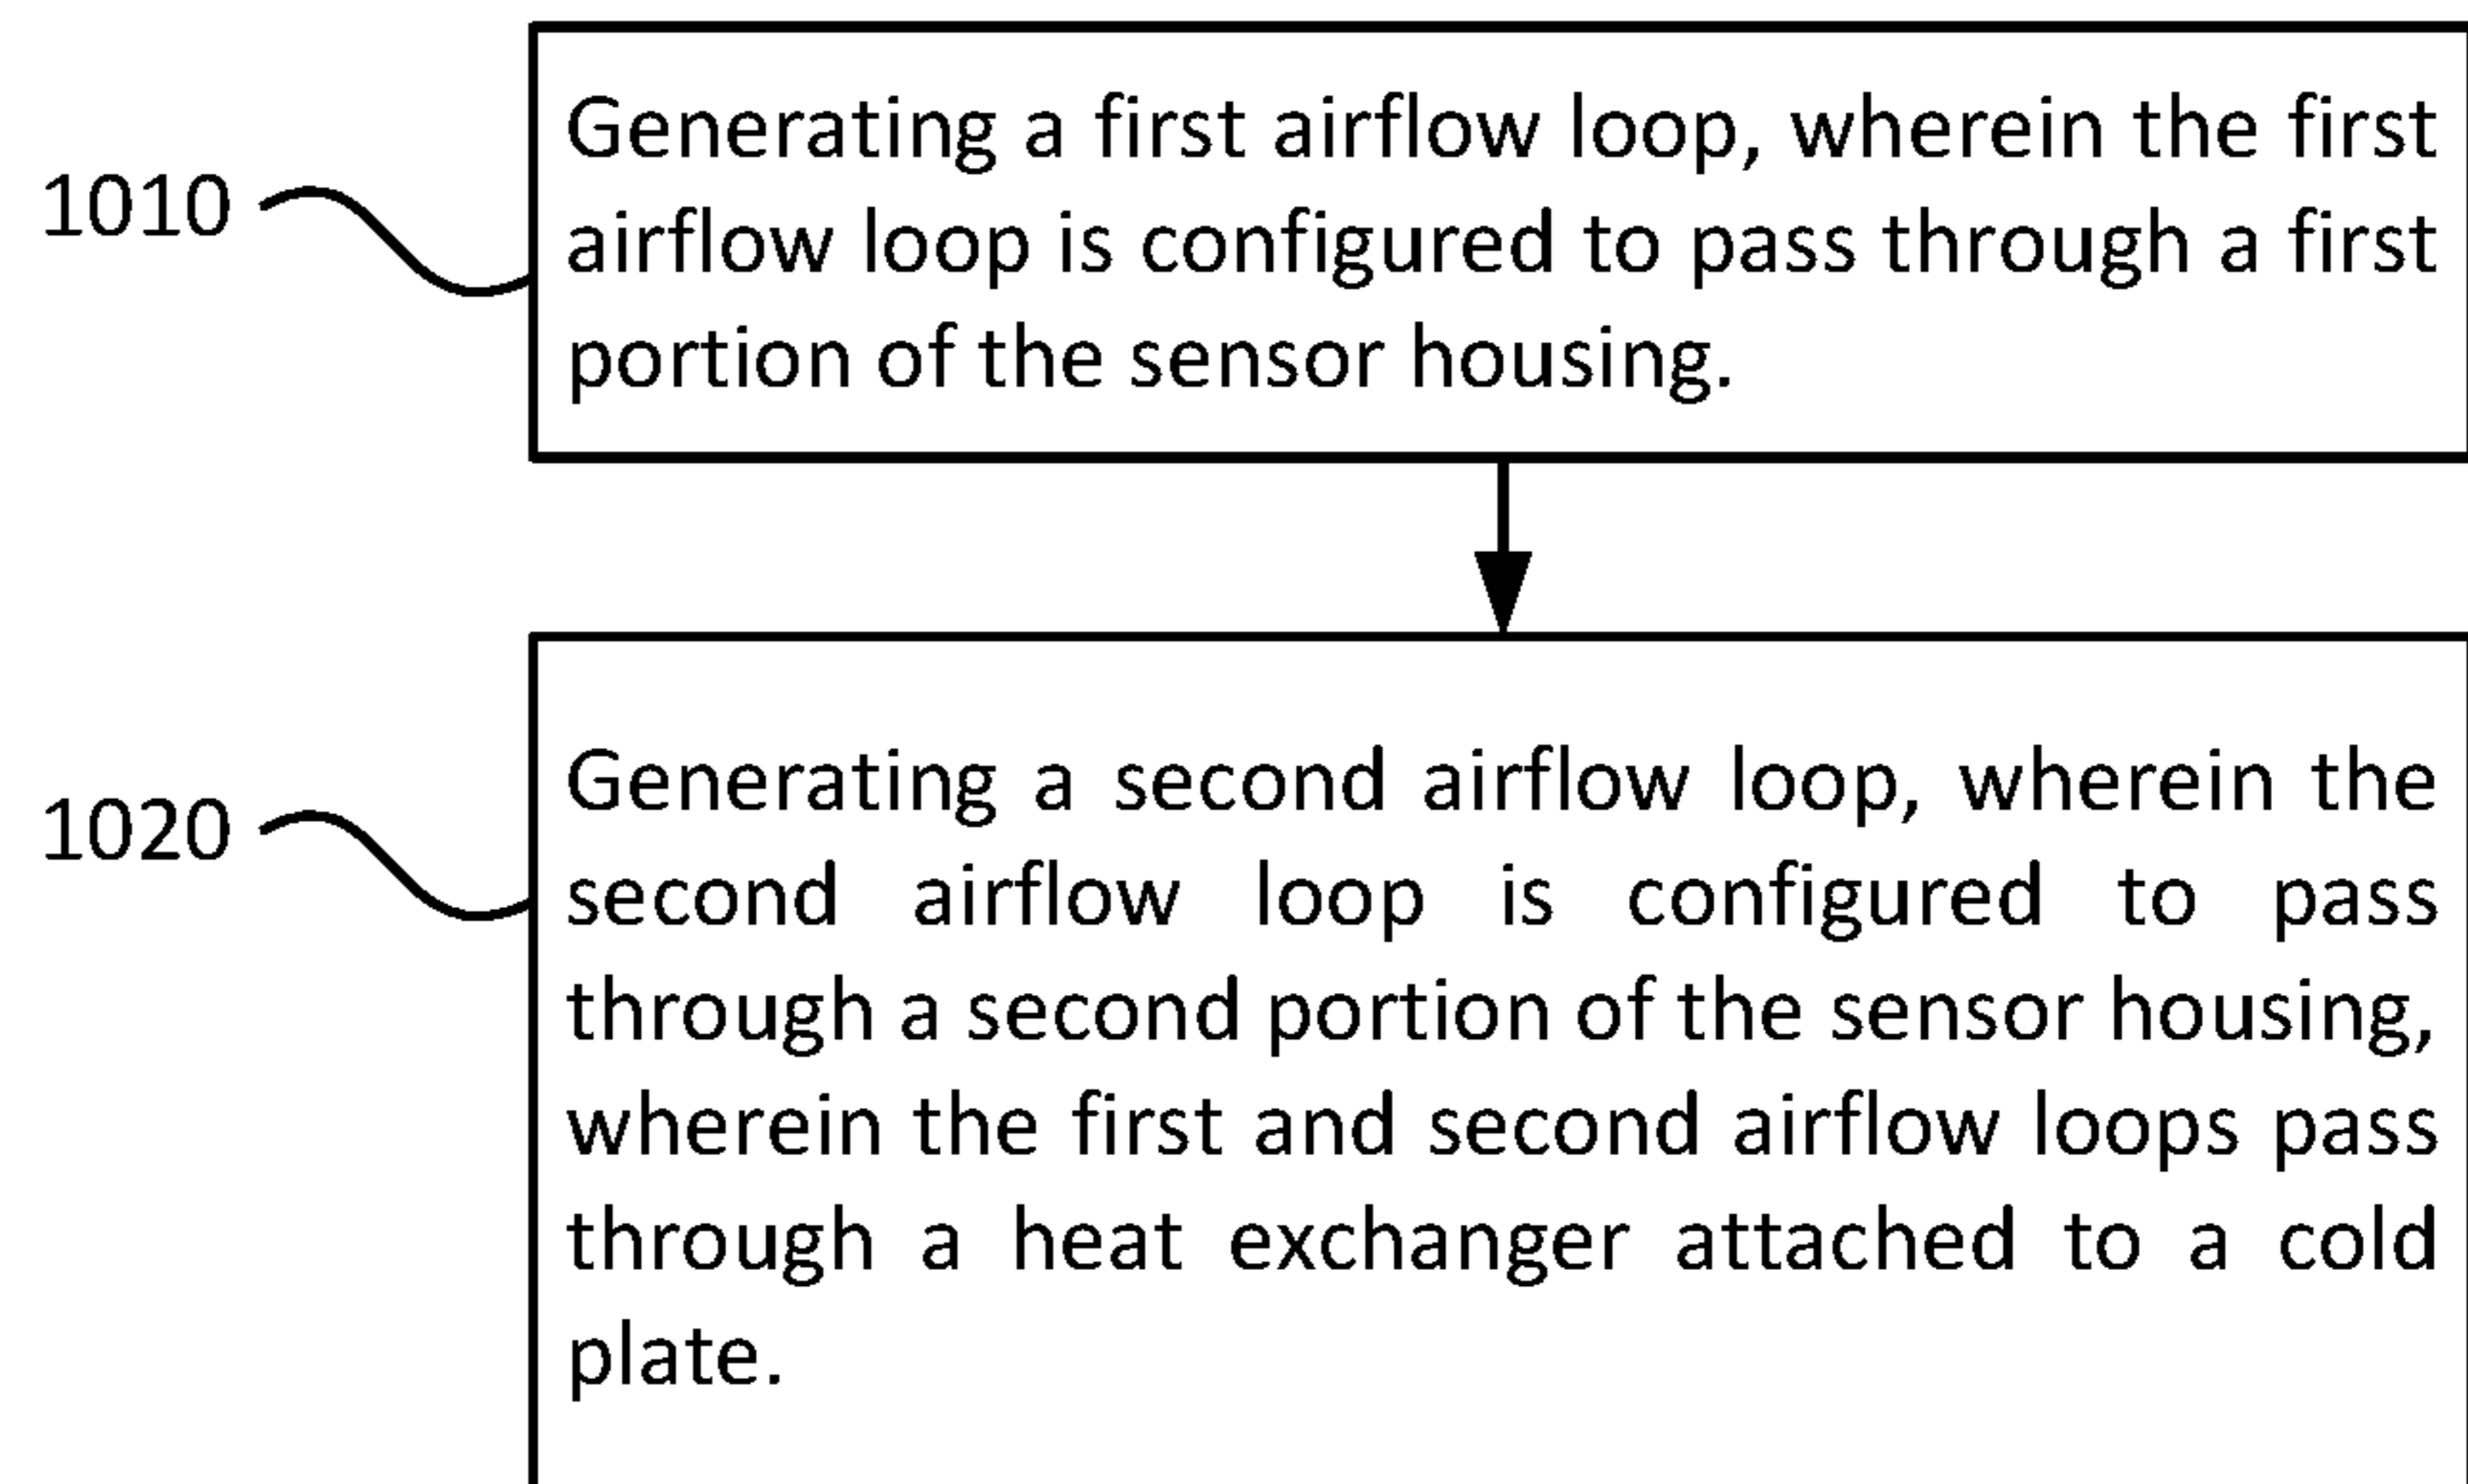 Generating a first airflow loop, wherein the first
1010
airflow loop is configured to pass through a first
portion of the sensor housing.
Generating a second airflow loop, wherein the
1020
second airflow loop is configured to pass
through a second portion of the sensor housing,
wherein the first and second airflow loops pass
through a heat exchanger attached to a cold
plate.